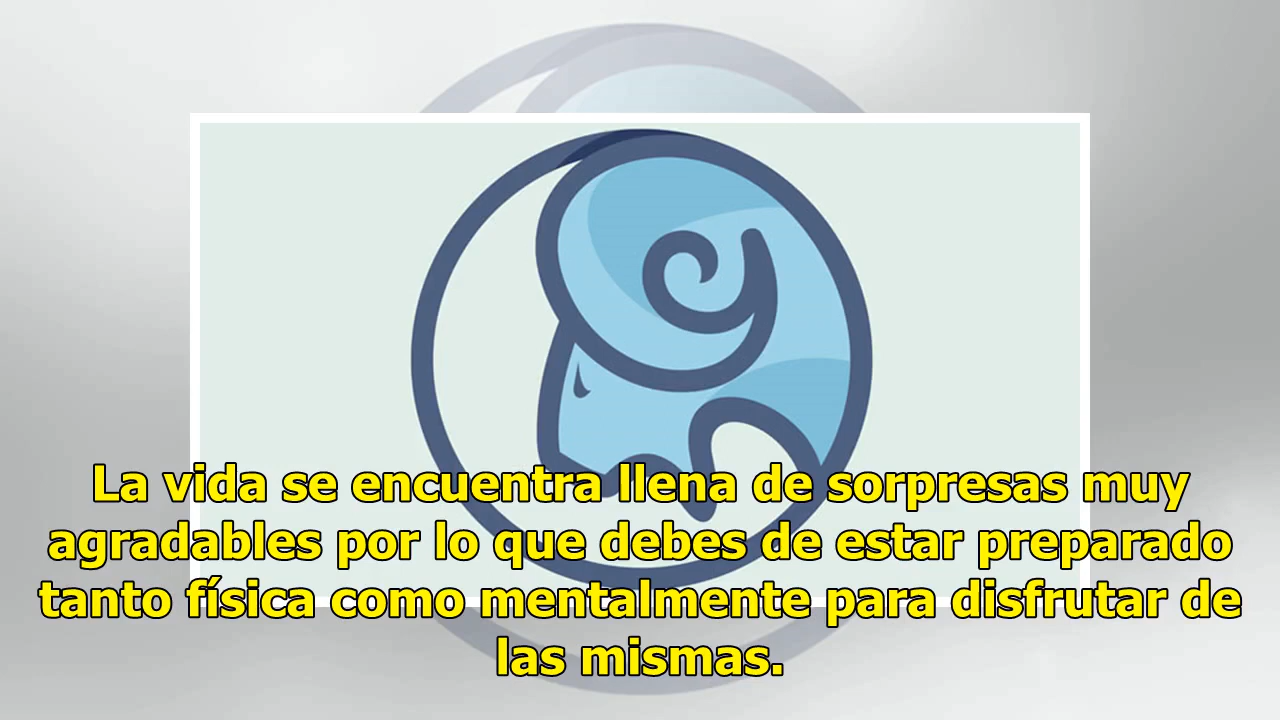 La vida se encuentra llena de sorpresas muy
agradables por lo que debes de estar preparado
tanto física como mentalmente para disfrutar de
las mismas.